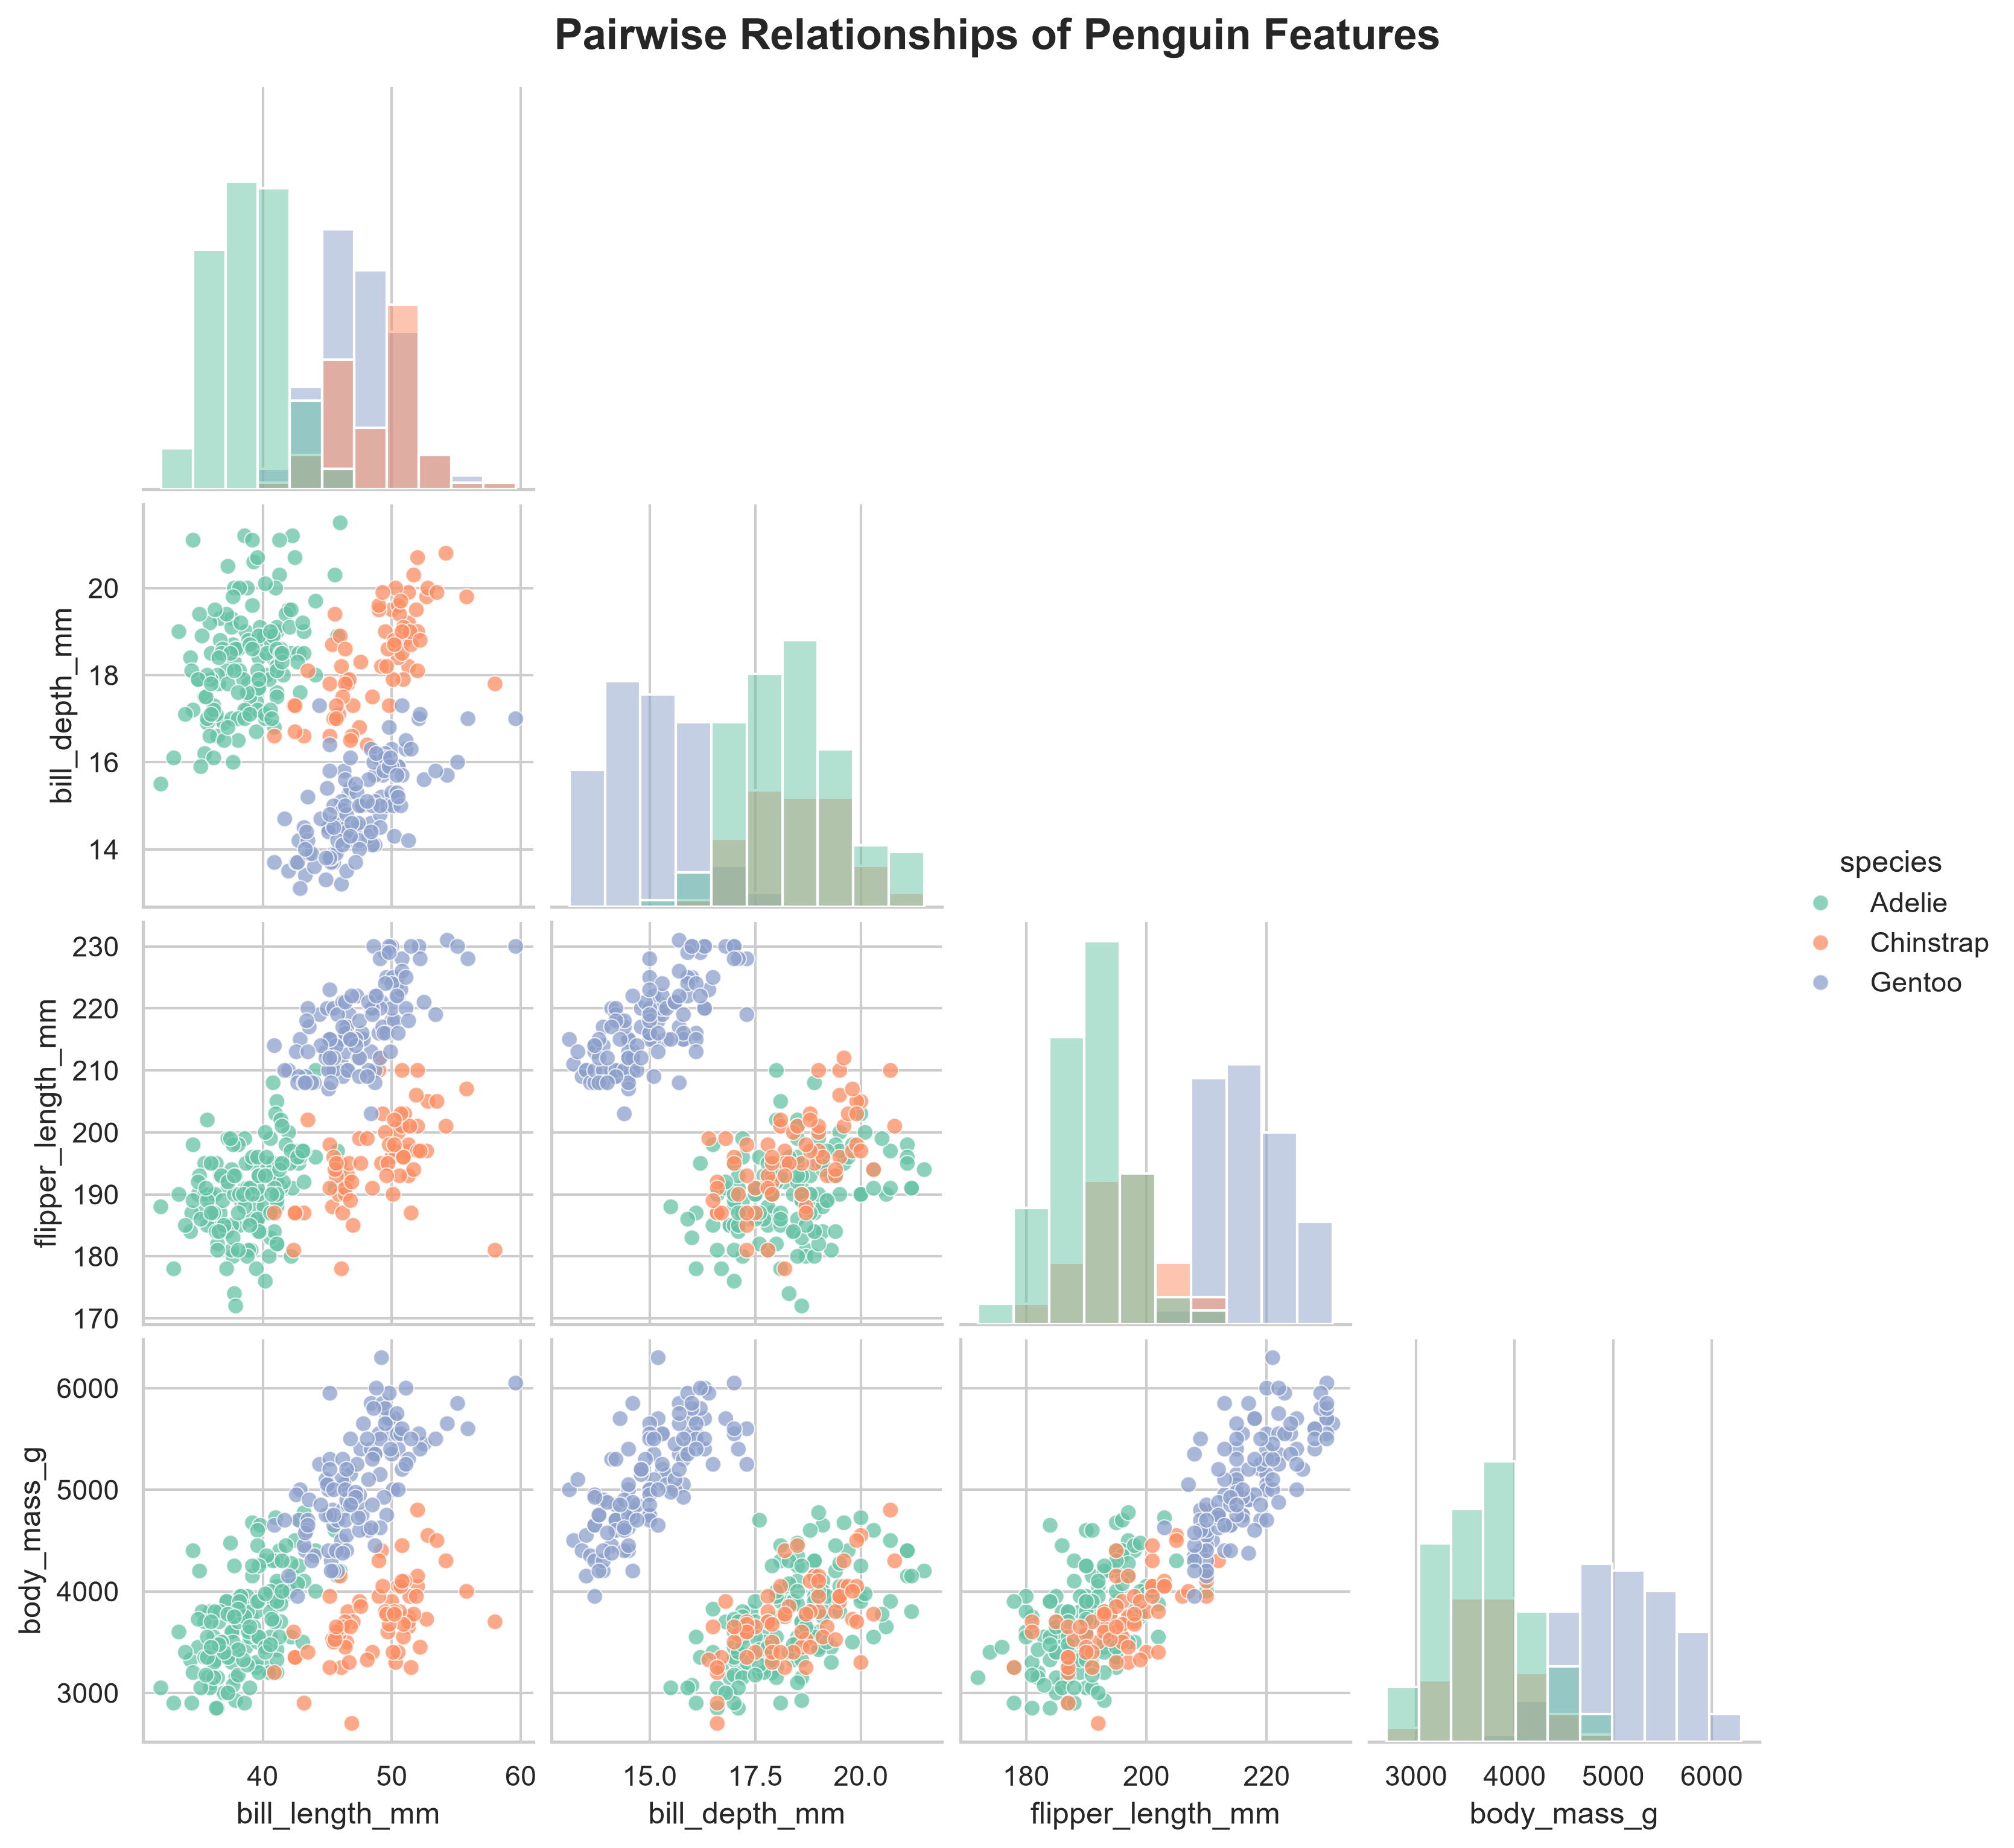 Pairwise Relationships of Penguin Features
20
18
16
14
bill_depth_mm
230
220
210
200
190
180
170
flipper_length_mm
6000
5000
4000
3000
body_mass_g
40 50 60
bill_length_mm
15.0 17.5 20.0
bill_depth_mm
180 200 220
flipper_length_mm
3000 4000 5000 6000
body_mass_g
species
Adelie
Chinstrap
Gentoo